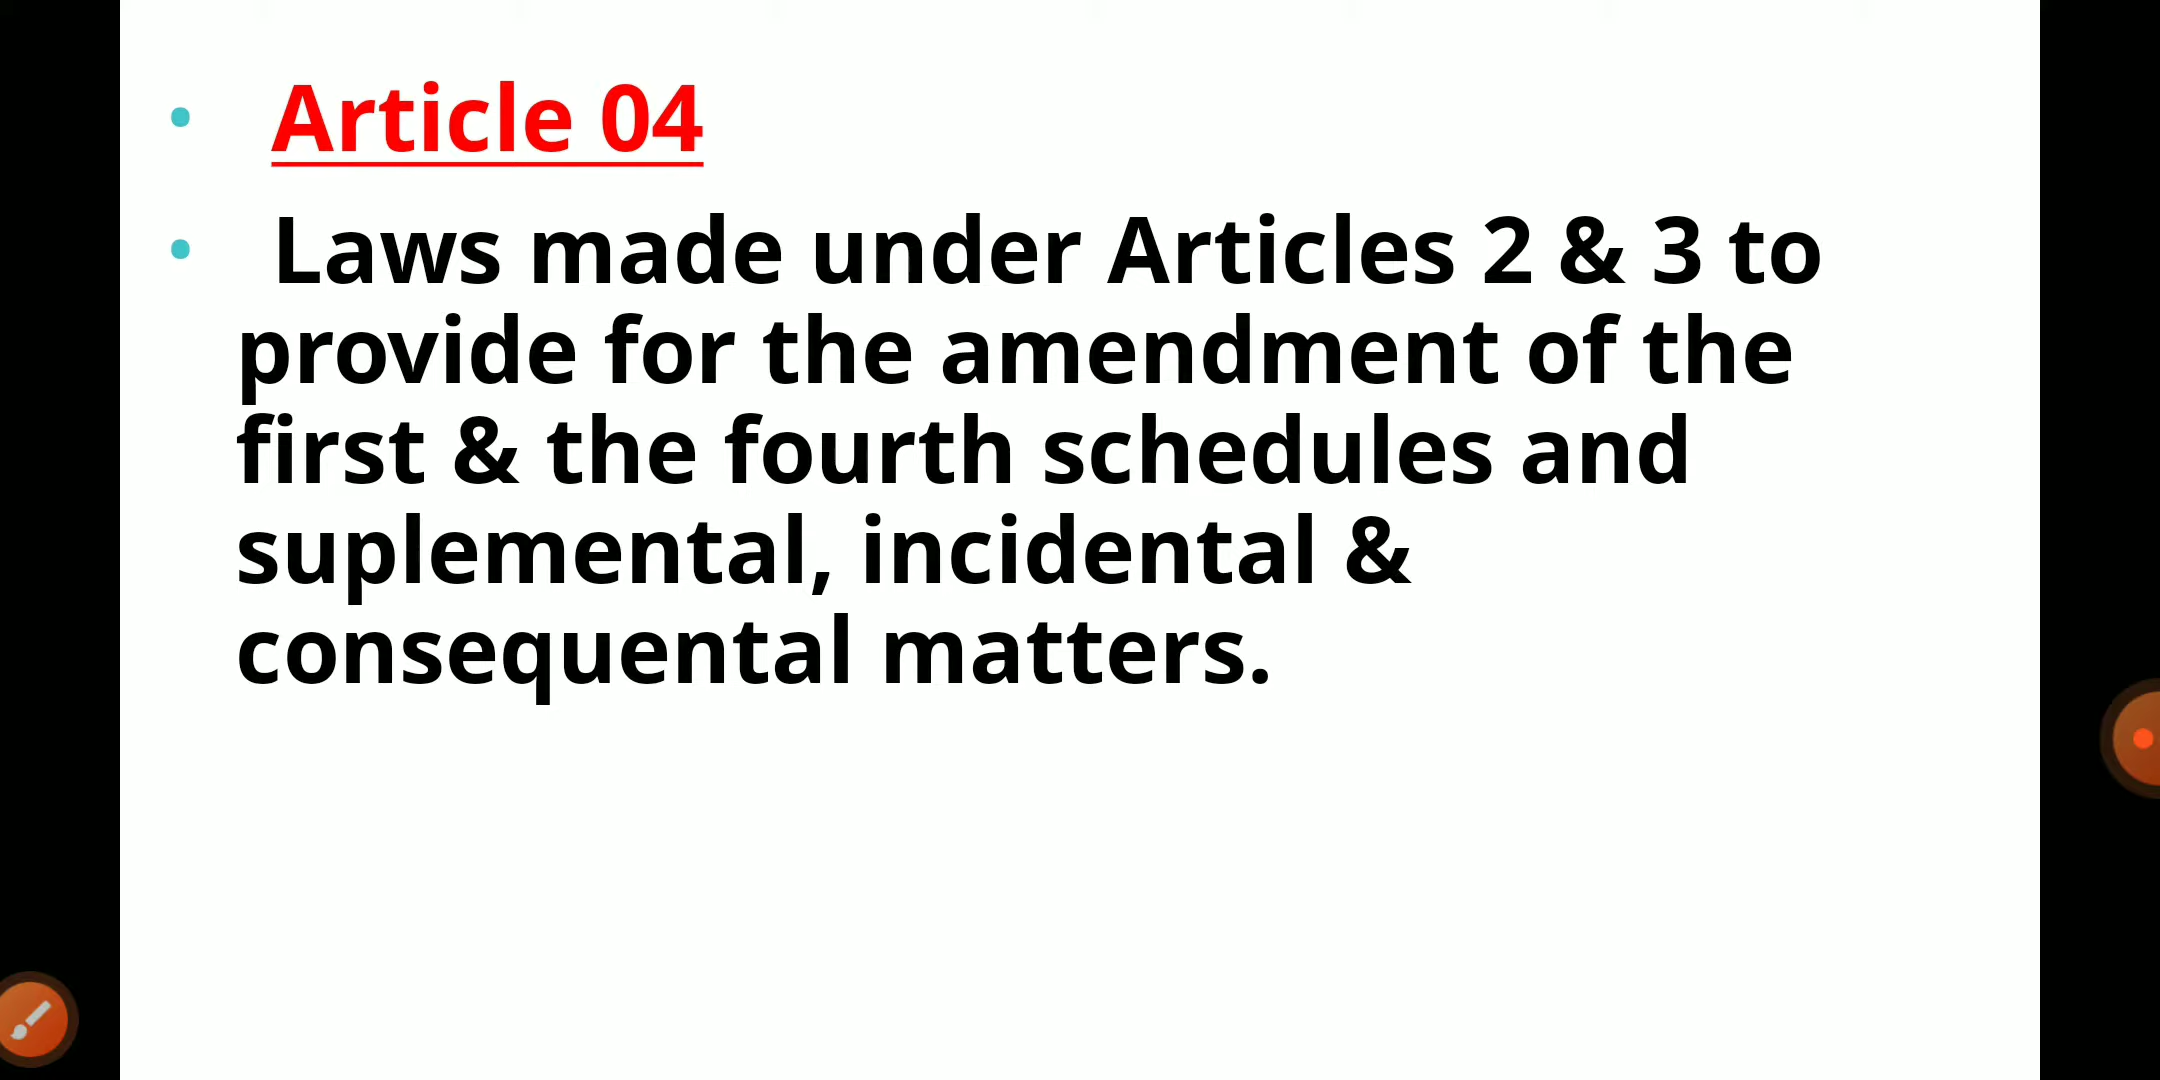 • Article 04
• Laws made under Articles 2 & 3 to
provide for the amendment of the
first & the fourth schedules and
suplemental, incidental &
consequental matters.